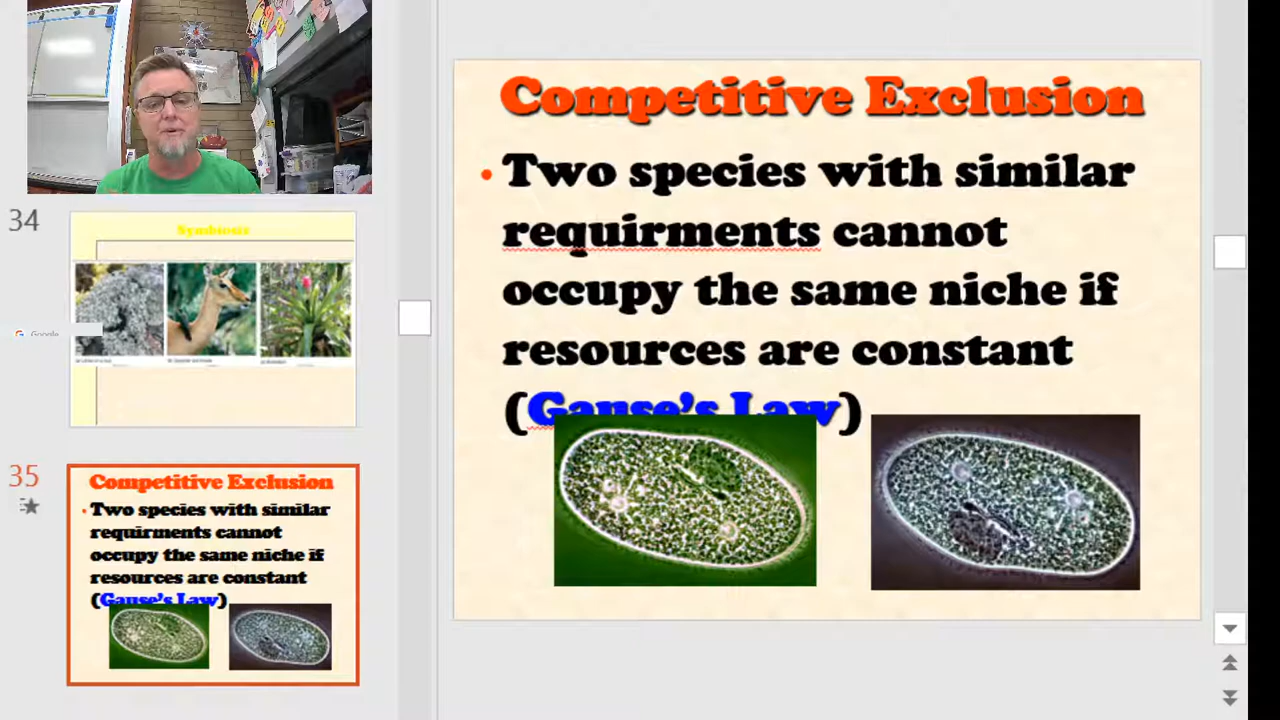 34
Symbiosis
Google
35
Competitive Exclusion
• Two species with similar
requirments cannot
occupy the same niche if
resources are constant
(Gause's Law)
Competitive Exclusion
• Two species with similar
requirments cannot
occupy the same niche if
resources are constant
(Gause's Law)